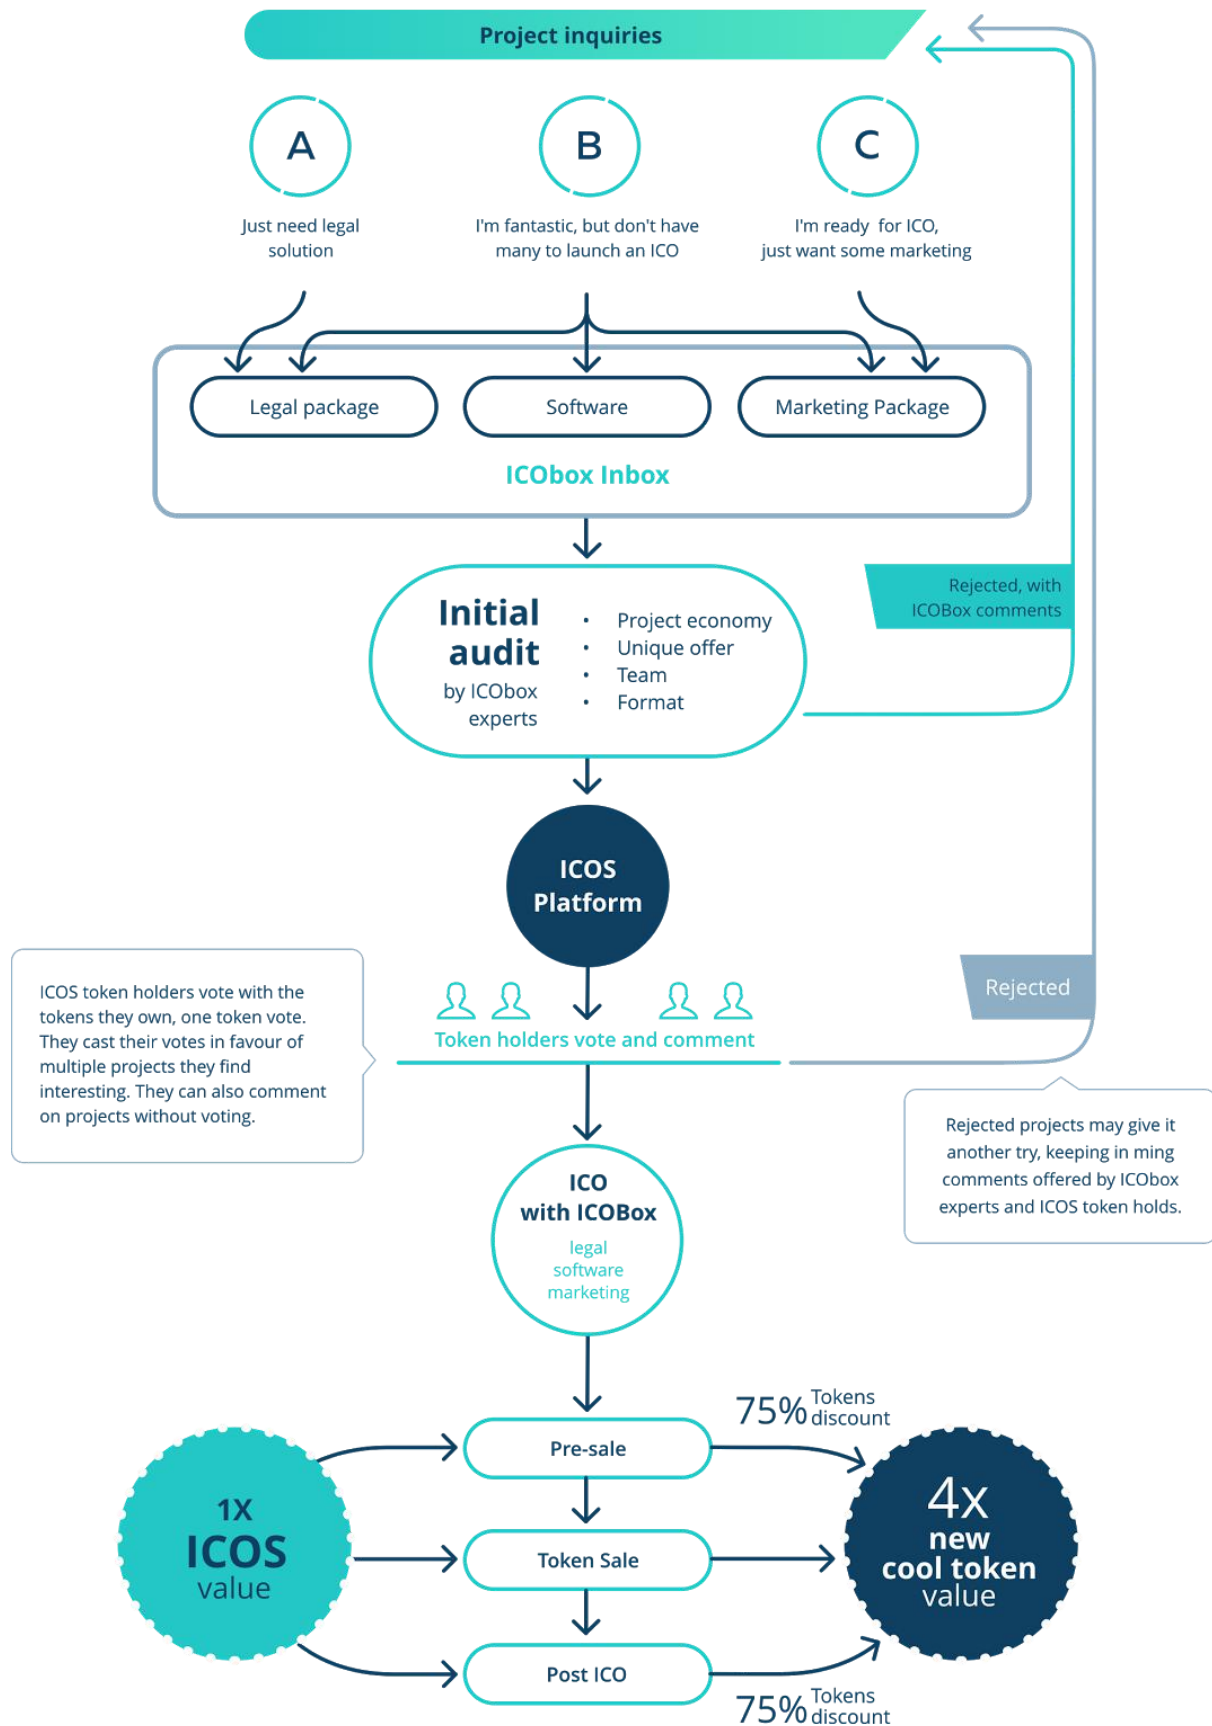 Project inquiries
A
B
C
Just need legal
solution
I'm fantastic, but don't have
many to launch an ICO
I'm ready for ICO,
just want some marketing
Legal package
Software
Marketing Package
ICObox Inbox
Initial
audit
by ICObox
experts
• Project economy
• Unique offer
• Team
• Format
Rejected, with
ICOBox comments
ICOS
Platform
ICOS token holders vote with the
tokens they own, one token vote.
They cast their votes in favour of
multiple projects they find
interesting. They can also comment
on projects without voting.
Token holders vote and comment
Rejected
Rejected projects may give it
another try, keeping in ming
comments offered by ICObox
experts and ICOS token holds.
ICO
with ICOBox
legal
software
marketing
75% Tokens
discount
Pre-sale
1X
ICOS
value
Token Sale
4x
new
cool token
value
Post ICO
75% Tokens
discount